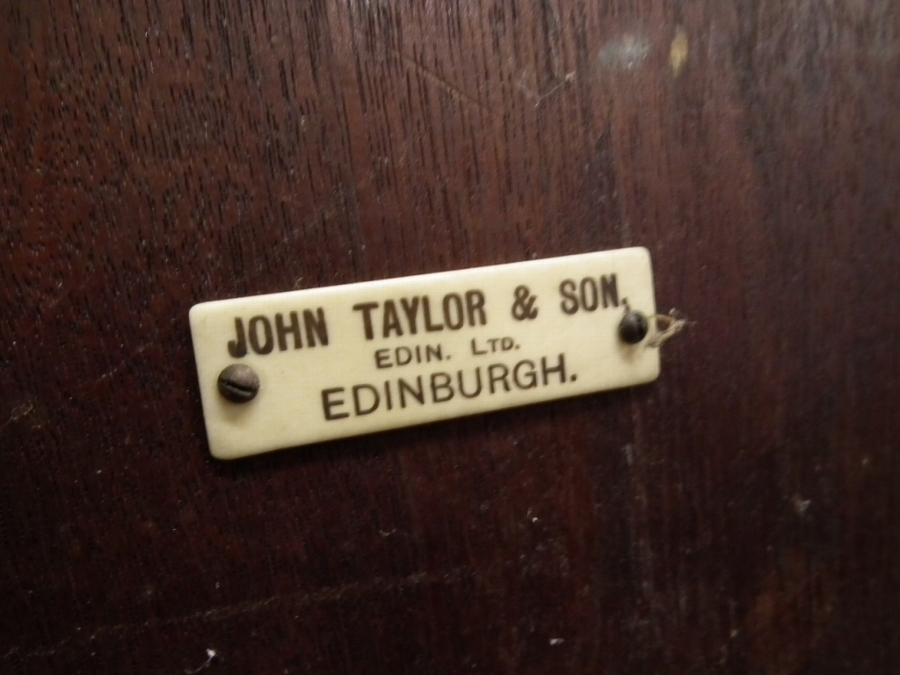 JOHN TAYLOR & SON,
EDIN. LTD.
EDINBURGH.